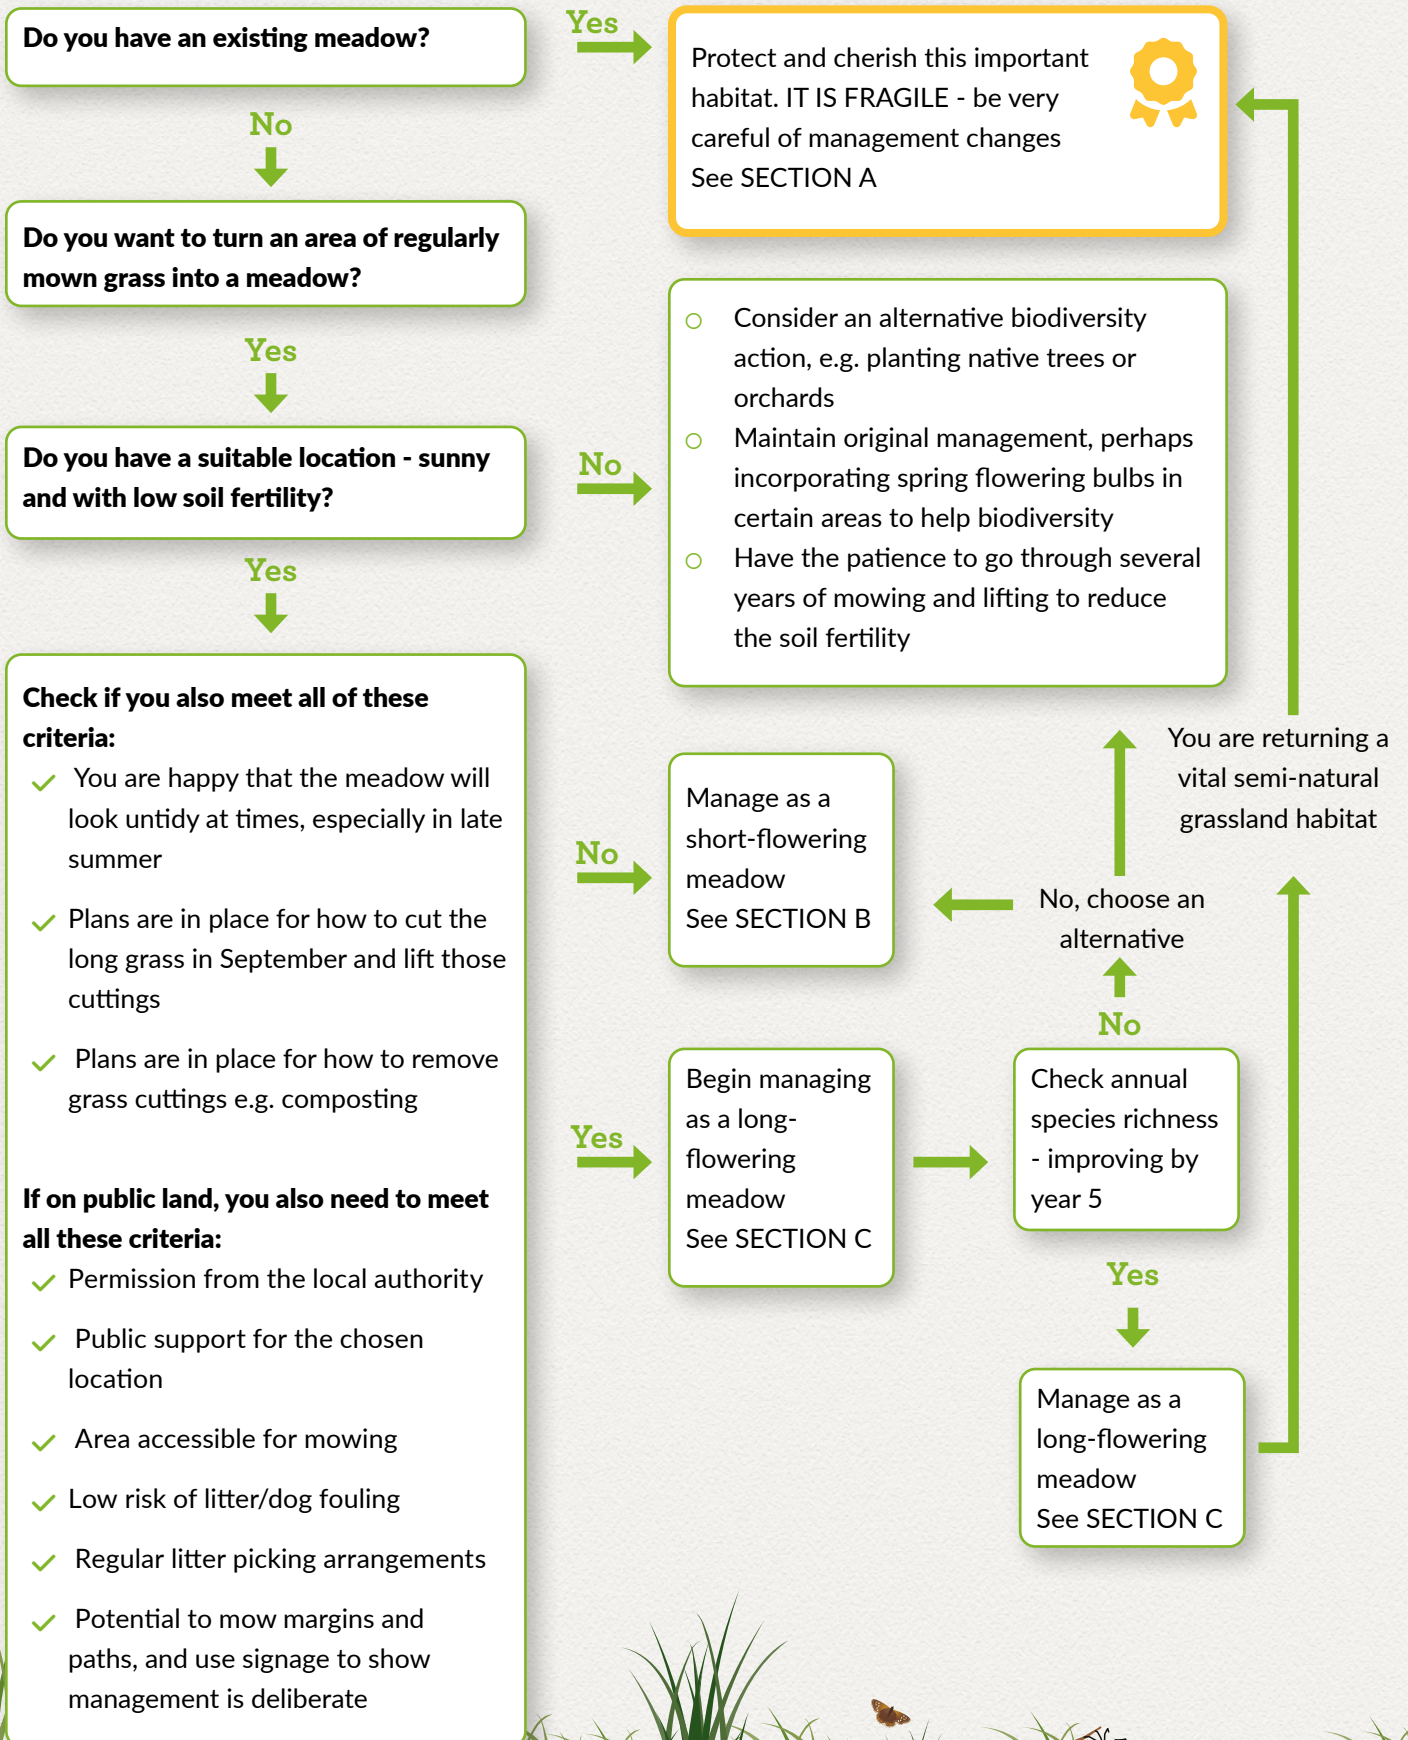 Do you have an existing meadow?
Yes
Protect and cherish this important
habitat. IT IS FRAGILE - be very
careful of management changes
See SECTION A
No
Do you want to turn an area of regularly
mown grass into a meadow?
Yes
Do you have a suitable location - sunny
and with low soil fertility?
No
Consider an alternative biodiversity
action, e.g. planting native trees or
orchards
Maintain original management, perhaps
incorporating spring flowering bulbs in
certain areas to help biodiversity
Have the patience to go through several
years of mowing and lifting to reduce
the soil fertility
Yes
Check if you also meet all of these
criteria:
You are happy that the meadow will
look untidy at times, especially in late
summer
Plans are in place for how to cut the
long grass in September and lift those
cuttings
Plans are in place for how to remove
grass cuttings e.g. composting
If on public land, you also need to meet
all these criteria:
Permission from the local authority
Public support for the chosen
location
Area accessible for mowing
Low risk of litter/dog fouling
Regular litter picking arrangements
Potential to mow margins and
paths, and use signage to show
management is deliberate
No
Manage as a
short-flowering
meadow
See SECTION B
Yes
Begin managing
as a long-
flowering
meadow
See SECTION C
Check annual
species richness
- improving by
year 5
No
No, choose an
alternative
Yes
Manage as a
long-flowering
meadow
See SECTION C
You are returning a
vital semi-natural
grassland habitat